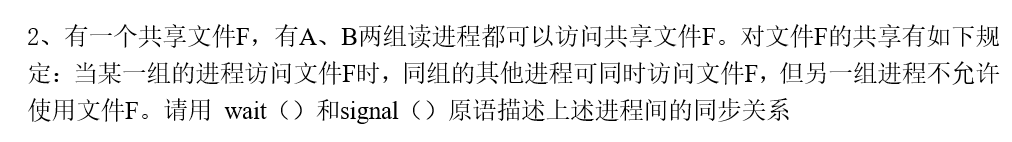 2、有一个共享文件F，有A、B两组读进程都可以访问共享文件F。对文件F的共享有如下规
定：当某一组的进程访问文件F时，同组的其他进程可同时访问文件F，但另一组进程不允许
使用文件F。请用 wait（）和signal（）原语描述上述进程间的同步关系